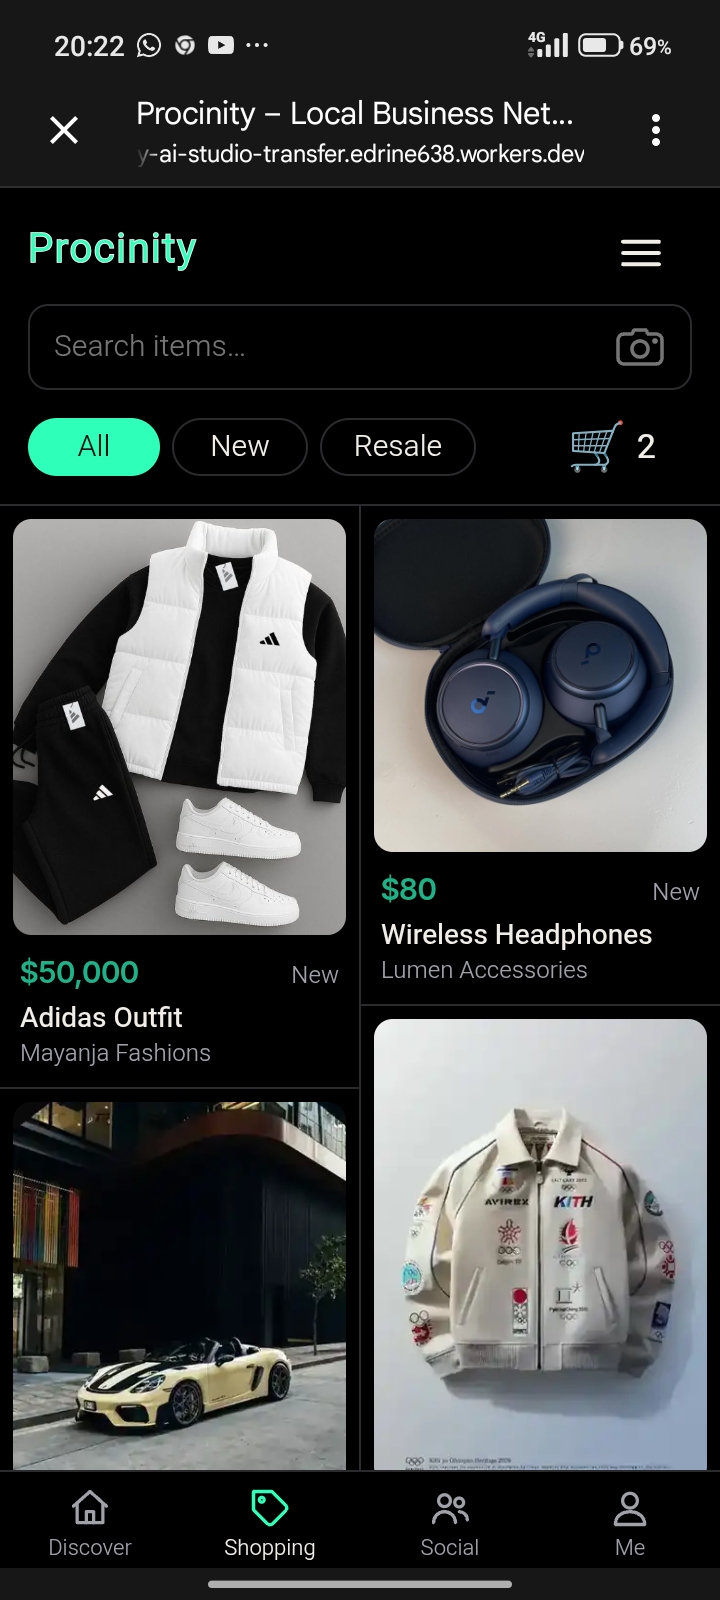 20:22
4G
69%
Procinity – Local Business Net...
y-ai-studio-transfer.edrine638.workers.dev
Procinity
Search items...
All
New
Resale
2
$50,000
New
Adidas Outfit
Mayanja Fashions
$80
New
Wireless Headphones
Lumen Accessories
AVIREX
KITH
Discover
Shopping
Social
Me